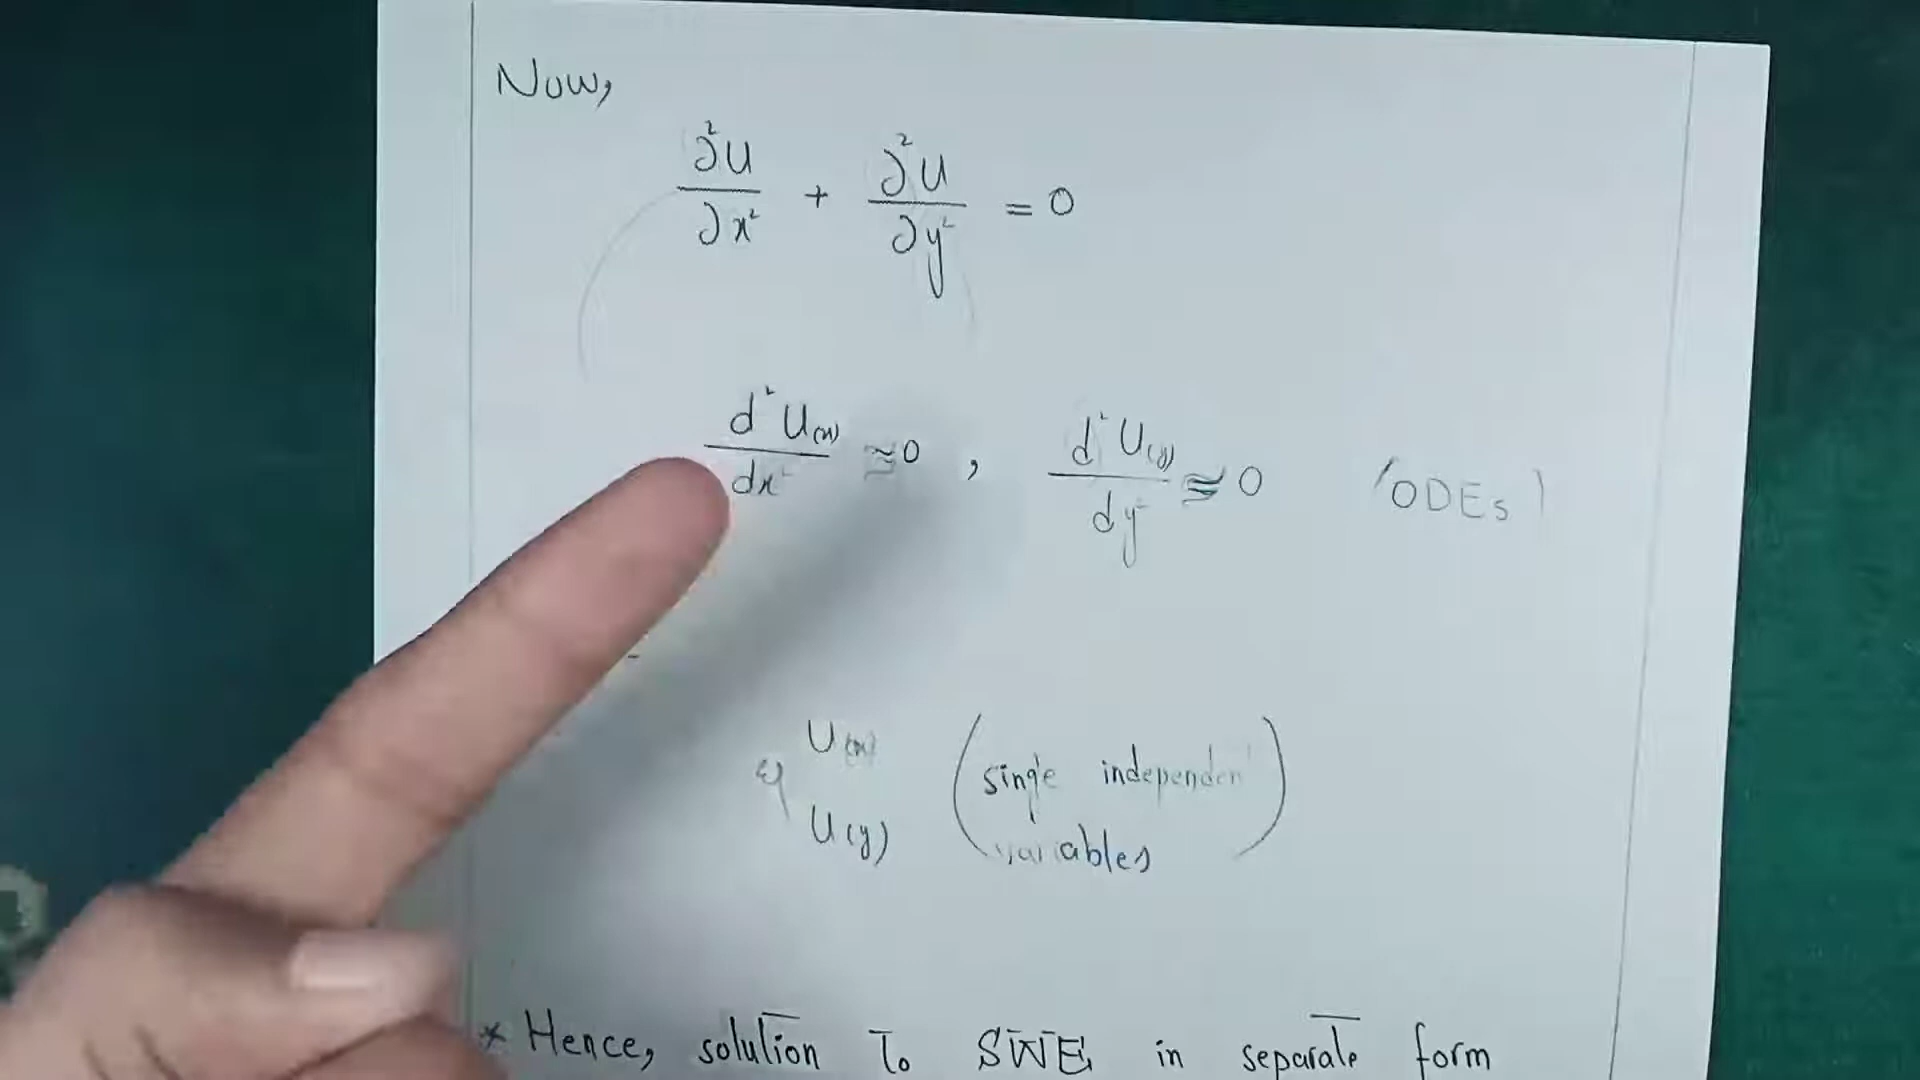 Now,
∂²U/∂x² + ∂²U/∂y² = 0
d²U(x)/dx² ≈ 0 , d²U(y)/dy² ≈ 0 (ODEs)
U(x)
U(y)
(single independent
variables)
* Hence, solution To SWE in separate form